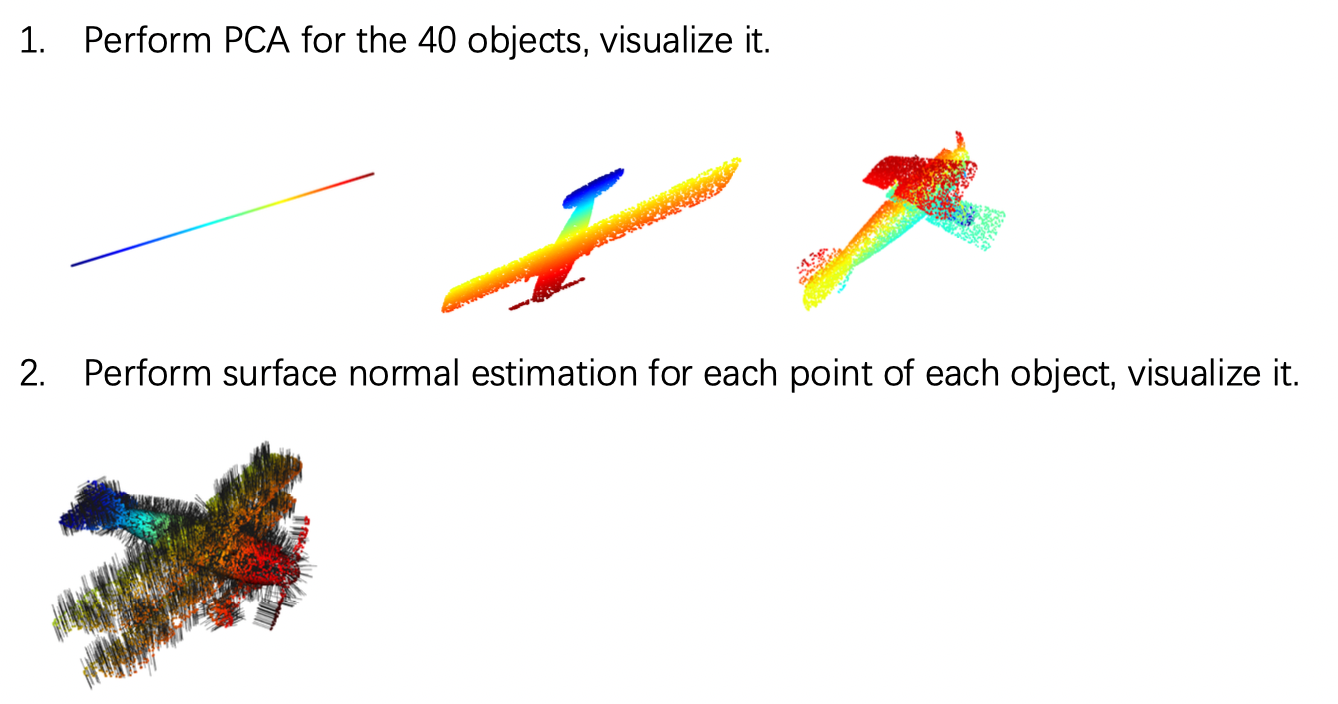 1. Perform PCA for the 40 objects, visualize it.
2. Perform surface normal estimation for each point of each object, visualize it.